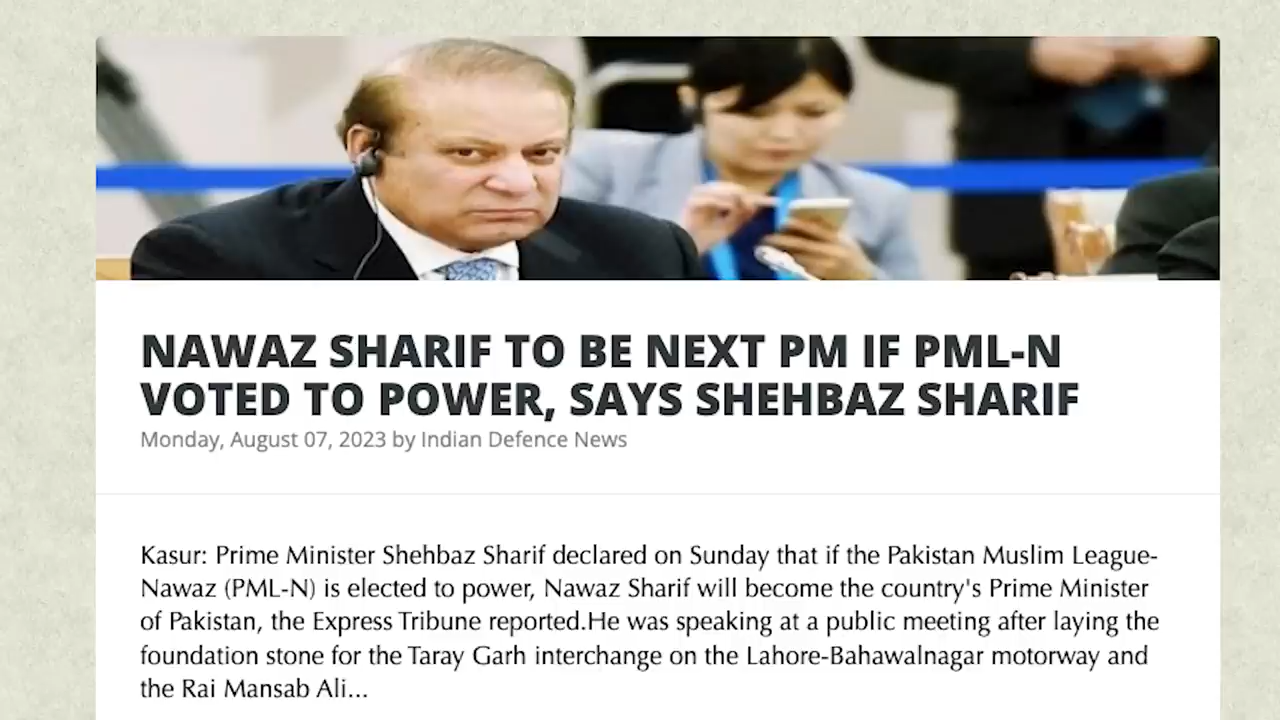 NAWAZ SHARIF TO BE NEXT PM IF PML-N
VOTED TO POWER, SAYS SHEHBAZ SHARIF
Monday, August 07, 2023 by Indian Defence News
Kasur: Prime Minister Shehbaz Sharif declared on Sunday that if the Pakistan Muslim League-
Nawaz (PML-N) is elected to power, Nawaz Sharif will become the country's Prime Minister
of Pakistan, the Express Tribune reported.He was speaking at a public meeting after laying the
foundation stone for the Taray Garh interchange on the Lahore-Bahawalnagar motorway and
the Rai Mansab Ali...